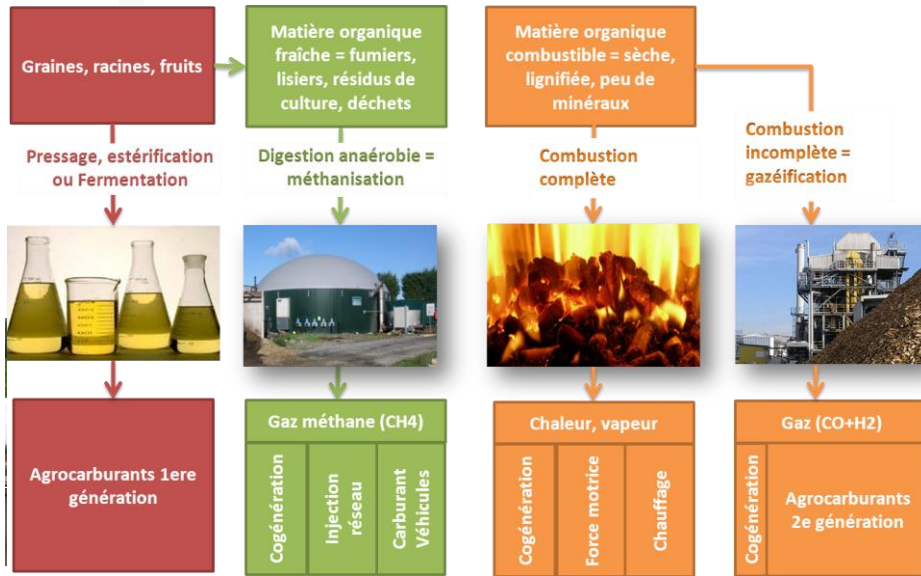 Graines, racines, fruits
Matière organique
fraîche = fumiers,
lisiers, résidus de
culture, déchets
Matière organique
combustible = sèche,
lignifiée, peu de
minéraux
Pressage, estérification
ou Fermentation
Digestion anaérobie =
méthanisation
Combustion
complète
Combustion
incomplète =
gazéification
Agrocarburants 1ere
génération
Gaz méthane (CH4)
Cogénération
Injection
réseau
Carburant
Véhicules
Chaleur, vapeur
Cogénération
Force motrice
Chauffage
Gaz (CO+H2)
Cogénération
Agrocarburants
2e génération